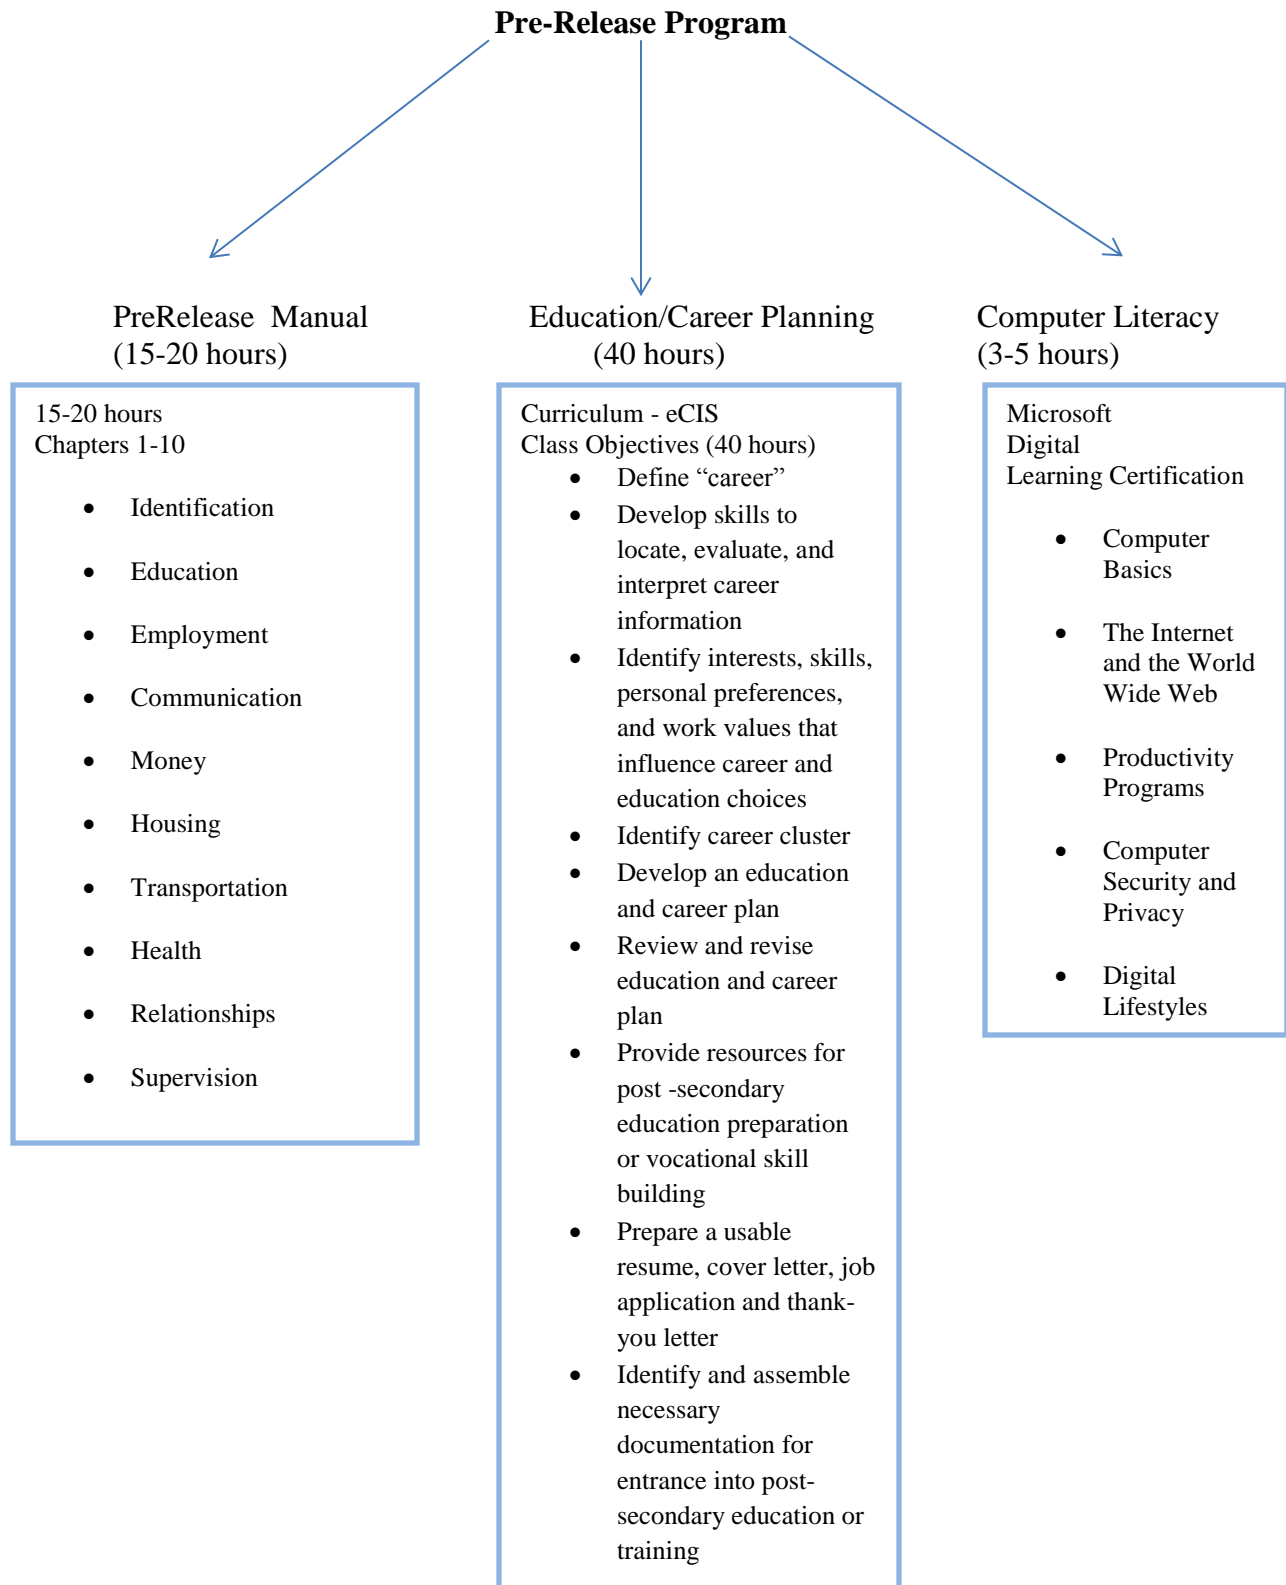 Pre-Release Program
PreRelease Manual
(15-20 hours)
15-20 hours
Chapters 1-10
• Identification
• Education
• Employment
• Communication
• Money
• Housing
• Transportation
• Health
• Relationships
• Supervision
Education/Career Planning
(40 hours)
Curriculum - eCIS
Class Objectives (40 hours)
• Define “career”
• Develop skills to
locate, evaluate, and
interpret career
information
• Identify interests, skills,
personal preferences,
and work values that
influence career and
education choices
• Identify career cluster
• Develop an education
and career plan
• Review and revise
education and career
plan
• Provide resources for
post -secondary
education preparation
or vocational skill
building
• Prepare a usable
resume, cover letter, job
application and thank-
you letter
• Identify and assemble
necessary
documentation for
entrance into post-
secondary education or
training
Computer Literacy
(3-5 hours)
Microsoft
Digital
Learning Certification
• Computer
Basics
• The Internet
and the World
Wide Web
• Productivity
Programs
• Computer
Security and
Privacy
• Digital
Lifestyles